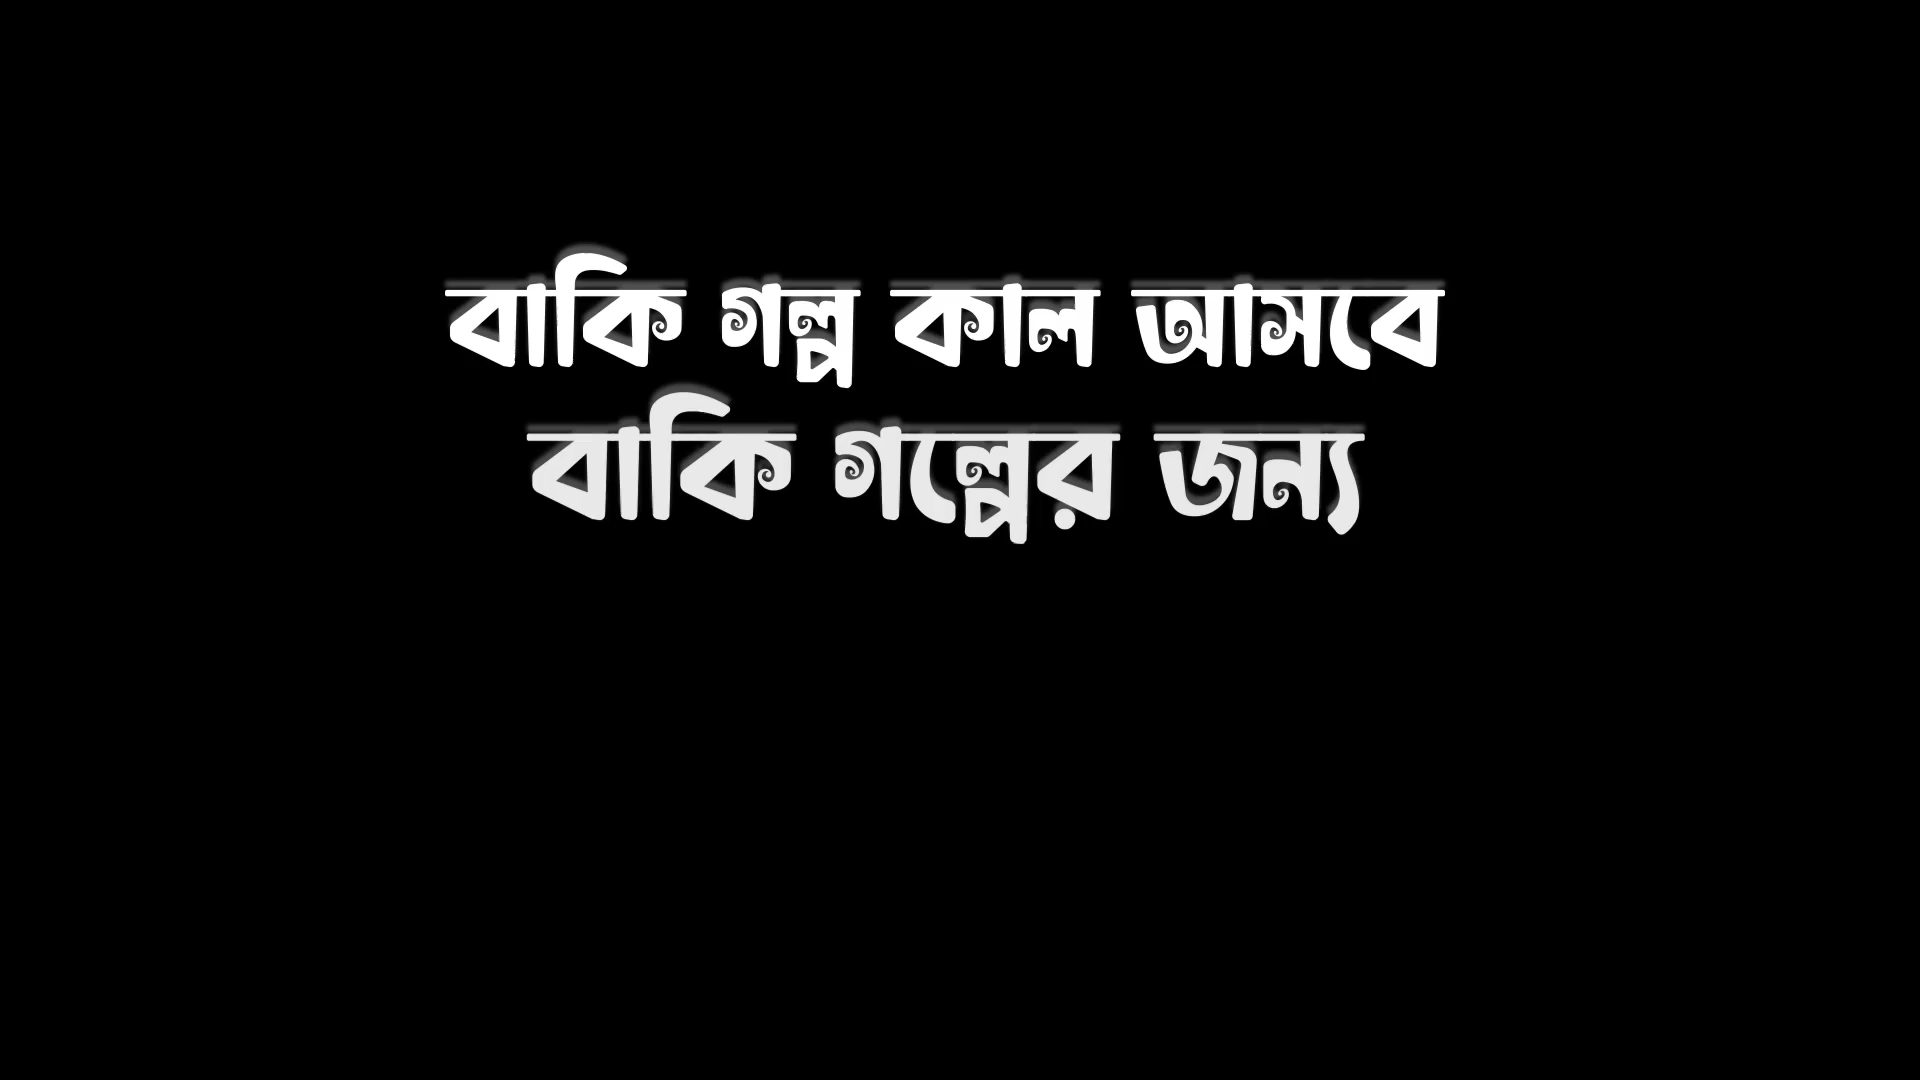 বাকি গল্প কাল আসবে
বাকি গল্পের জন্য